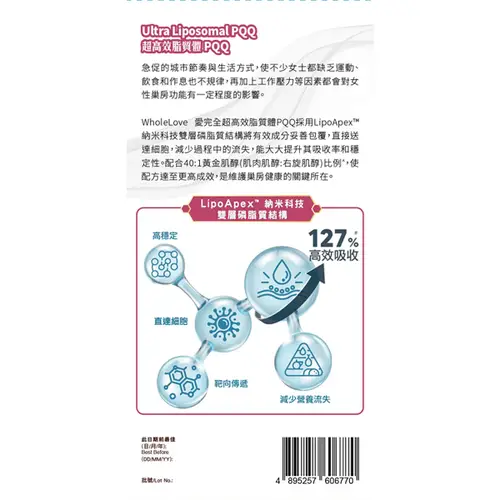 Ultra Liposomal PQQ
超高效脂質體 PQQ
急促的城市節奏與生活方式，使不少女士都缺乏運動、
飲食和作息也不規律，再加上工作壓力等因素都會對女
性巢房功能有一定程度的影響。
WholeLove 愛完全超高效脂質體PQQ採用LipoApex™
納米科技雙層磷脂質結構將有效成分妥善包覆，直接送
達細胞，減少過程中的流失，能大大提升其吸收率和穩
定性。配合40:1黃金肌醇(肌肉肌醇:右旋肌醇)比例*，使
配方達至更高成效，是維護巢房健康的關鍵所在。
LipoApex™ 納米科技
雙層磷脂質結構
127%#
高效吸收
高穩定
直達細胞
靶向傳遞
減少營養流失
此日期前最佳
(日/月/年):
Best Before
(DD/MM/YY):
批號/Lot No.:
4 895257 606770